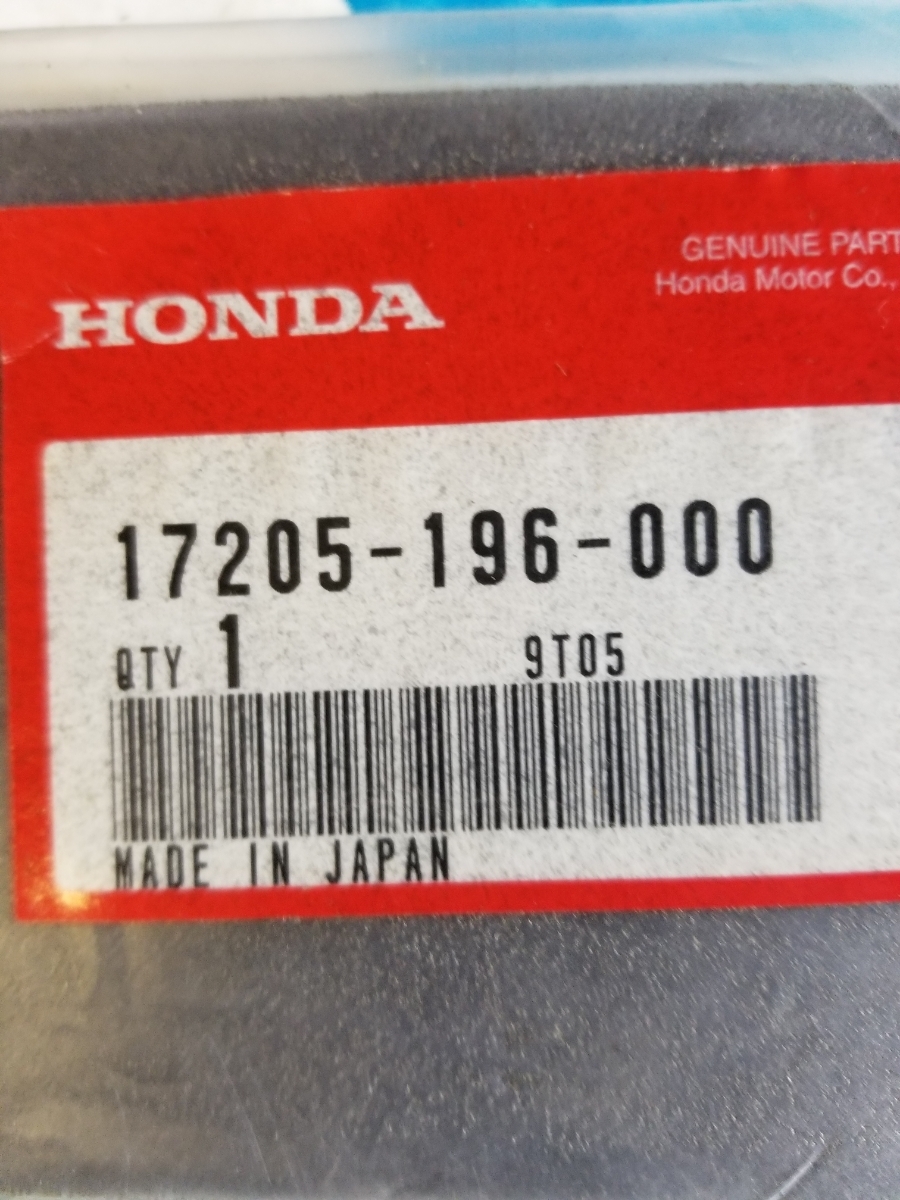 HONDA
GENUINE PART
Honda Motor Co.,
17205-196-000
QTY 1 9T05
MADE IN JAPAN